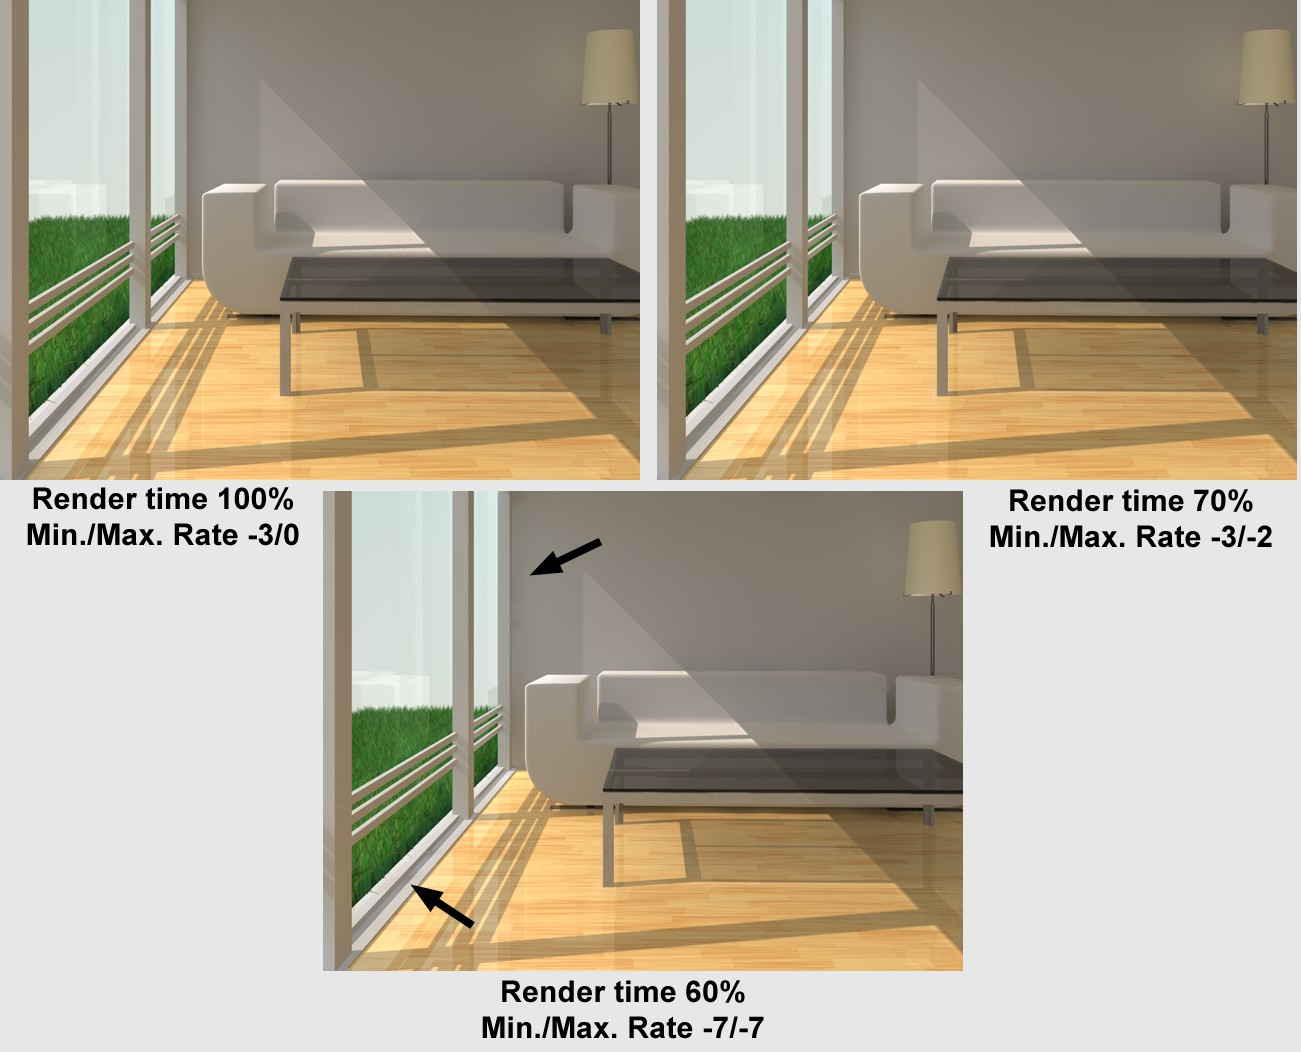 Render time 100%
Min./Max. Rate -3/0
Render time 70%
Min./Max. Rate -3/-2
Render time 60%
Min./Max. Rate -7/-7